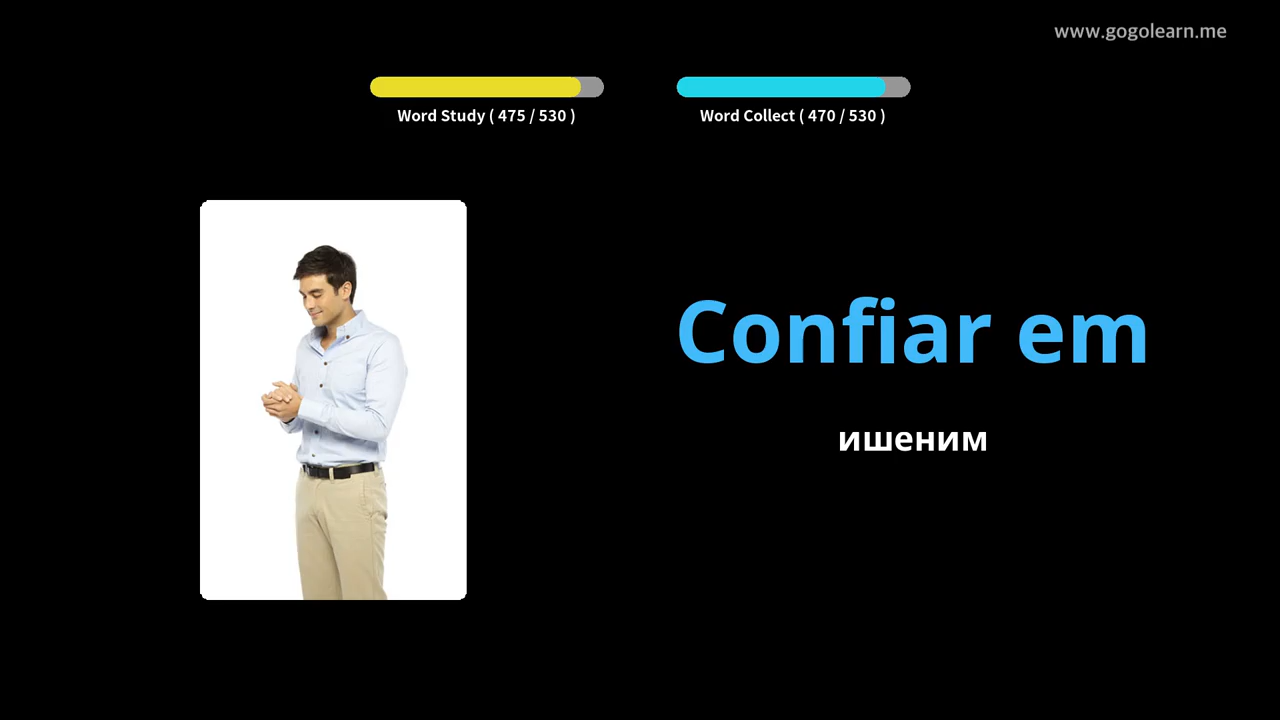 www.gogolearn.me
Word Study ( 475 / 530 )
Word Collect ( 470 / 530 )
Confiar em
ишеним